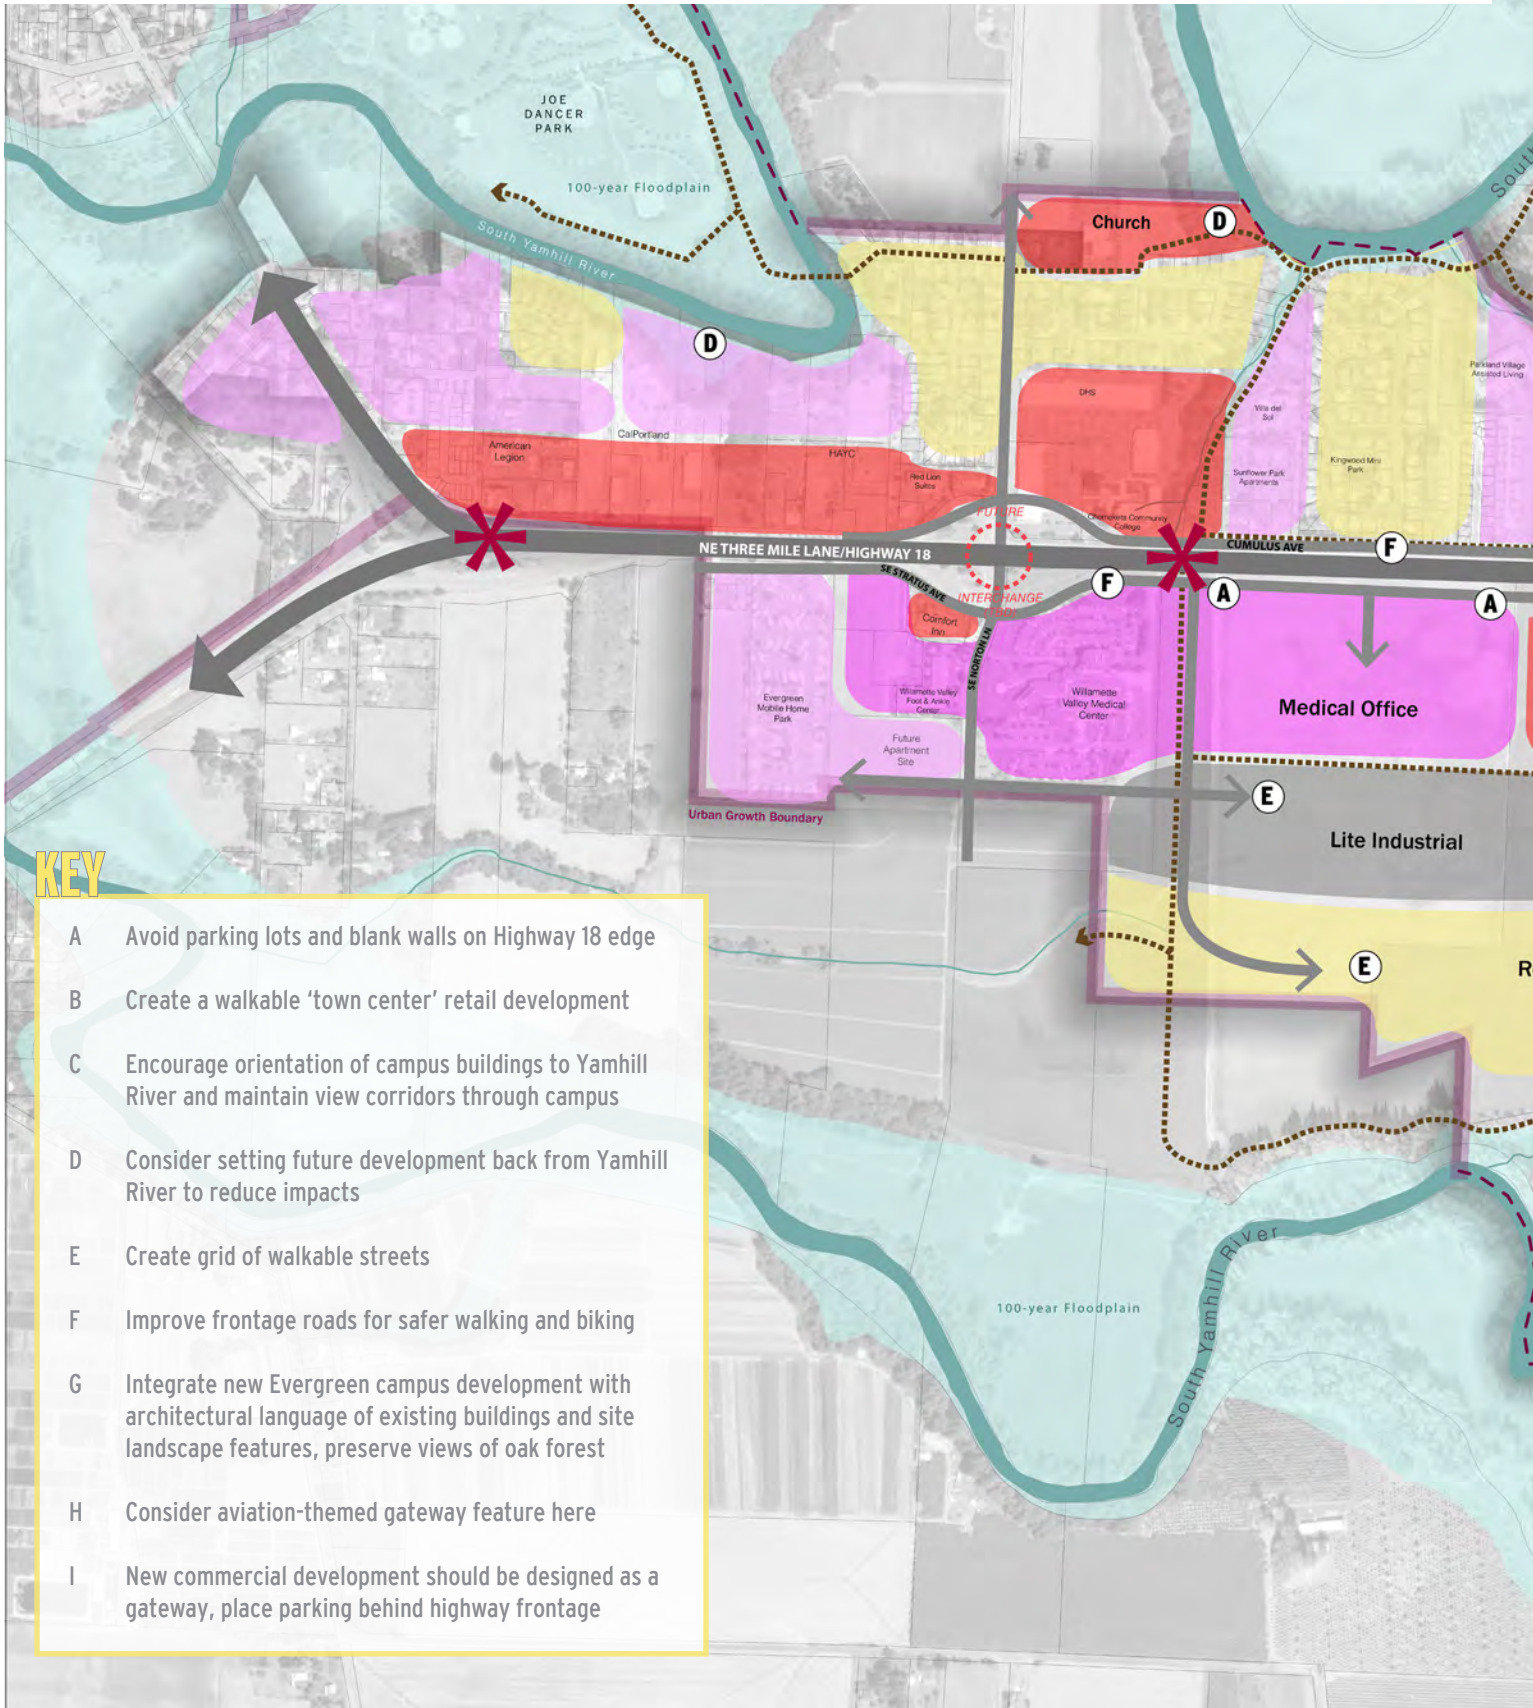 JOE
DANCER
PARK
100-year Floodplain
South Yamhill River
South
Church
D
D
DHS
Parkland Village
Assisted Living
Villa del
Sol
Kingwood Mini
Park
Sunflower Park
Apartments
American
Legion
CalPortland
HAYC
Red Lion
Suites
Chemeketa Community
College
FUTURE
INTERCHANGE
(TBD)
NE THREE MILE LANE/HIGHWAY 18
CUMULUS AVE
F
SE STRATUS AVE
F
A
A
Comfort
Inn
SE NORTON LN
Evergreen
Mobile Home
Park
Willamette Valley
Foot & Ankle
Center
Willamette
Valley Medical
Center
Medical Office
Future
Apartment
Site
E
Urban Growth Boundary
Lite Industrial
E
R
KEY
A Avoid parking lots and blank walls on Highway 18 edge
B Create a walkable ‘town center’ retail development
C Encourage orientation of campus buildings to Yamhill
River and maintain view corridors through campus
D Consider setting future development back from Yamhill
River to reduce impacts
E Create grid of walkable streets
F Improve frontage roads for safer walking and biking
G Integrate new Evergreen campus development with
architectural language of existing buildings and site
landscape features, preserve views of oak forest
H Consider aviation-themed gateway feature here
I New commercial development should be designed as a
gateway, place parking behind highway frontage
100-year Floodplain
South Yamhill River